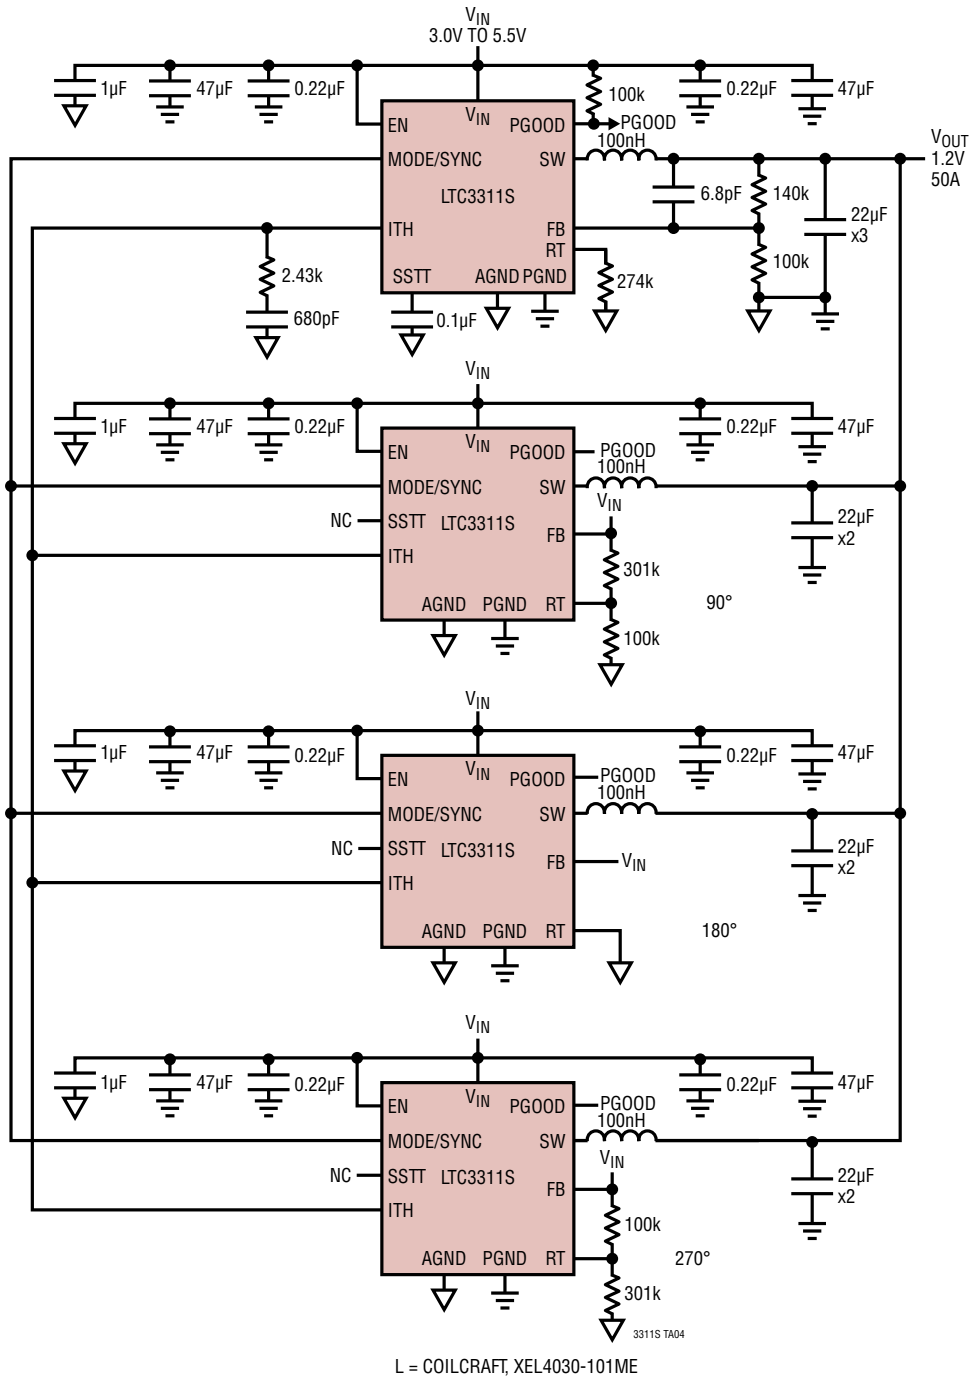 VIN
3.0V TO 5.5V
1µF
47µF
0.22µF
100k
0.22µF
47µF
EN
VIN
PGOOD
PGOOD
MODE/SYNC
SW
100nH
VOUT
1.2V
50A
LTC3311S
6.8pF
140k
22µF
x3
ITH
FB
RT
2.43k
100k
274k
SSTT
AGND
PGND
680pF
0.1µF
VIN
1µF
47µF
0.22µF
0.22µF
47µF
EN
VIN
PGOOD
PGOOD
MODE/SYNC
SW
100nH
VIN
22µF
x2
NC
SSTT
LTC3311S
FB
ITH
301k
AGND
PGND
RT
90°
100k
VIN
1µF
47µF
0.22µF
0.22µF
47µF
EN
VIN
PGOOD
PGOOD
MODE/SYNC
SW
100nH
22µF
x2
NC
SSTT
LTC3311S
FB
VIN
ITH
AGND
PGND
RT
180°
VIN
1µF
47µF
0.22µF
0.22µF
47µF
EN
VIN
PGOOD
PGOOD
MODE/SYNC
SW
100nH
VIN
22µF
x2
NC
SSTT
LTC3311S
FB
ITH
100k
AGND
PGND
RT
270°
301k
3311S TA04
L = COILCRAFT, XEL4030-101ME